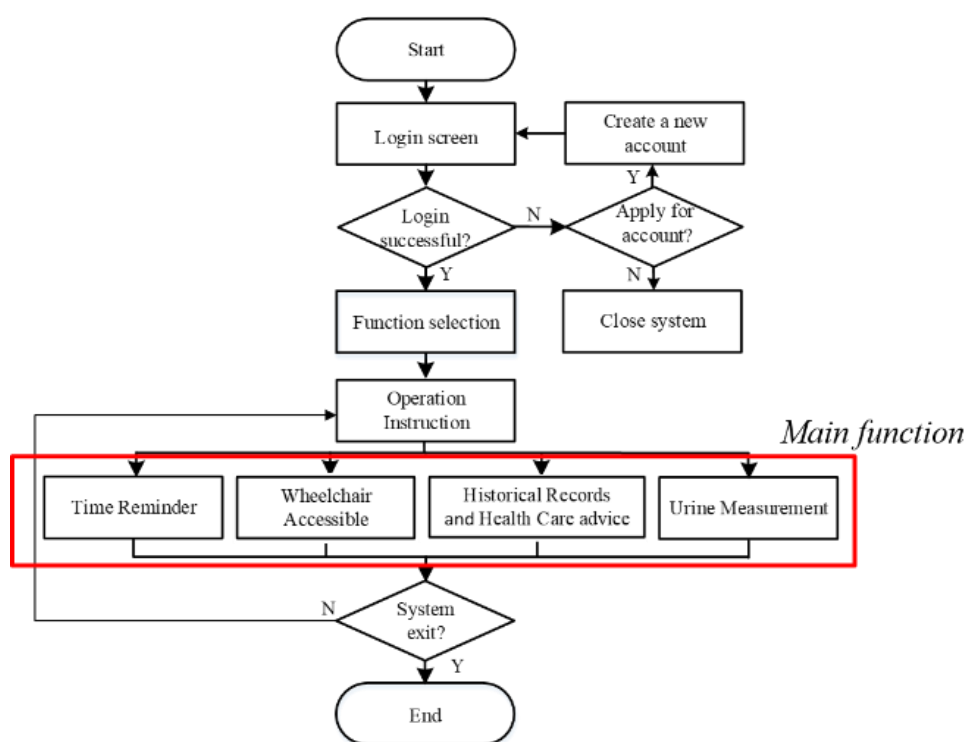 Start
Login screen
Create a new
account
Y
Login
successful?
N
Apply for
account?
Y
N
Function selection
Close system
Operation
Instruction
Main function
Time Reminder
Wheelchair
Accessible
Historical Records
and Health Care advice
Urine Measurement
N
System
exit?
Y
End